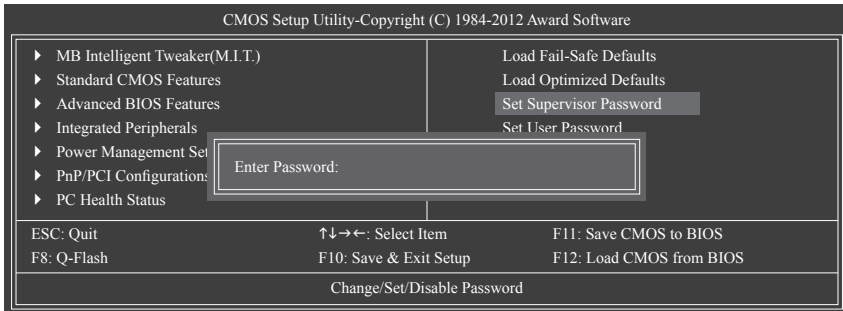 CMOS Setup Utility-Copyright (C) 1984-2012 Award Software
MB Intelligent Tweaker(M.I.T.)
Standard CMOS Features
Advanced BIOS Features
Integrated Peripherals
Power Management Set
PnP/PCI Configurations
PC Health Status
Load Fail-Safe Defaults
Load Optimized Defaults
Set Supervisor Password
Set User Password
Enter Password:
ESC: Quit ↑↓→←: Select Item F11: Save CMOS to BIOS
F8: Q-Flash F10: Save & Exit Setup F12: Load CMOS from BIOS
Change/Set/Disable Password